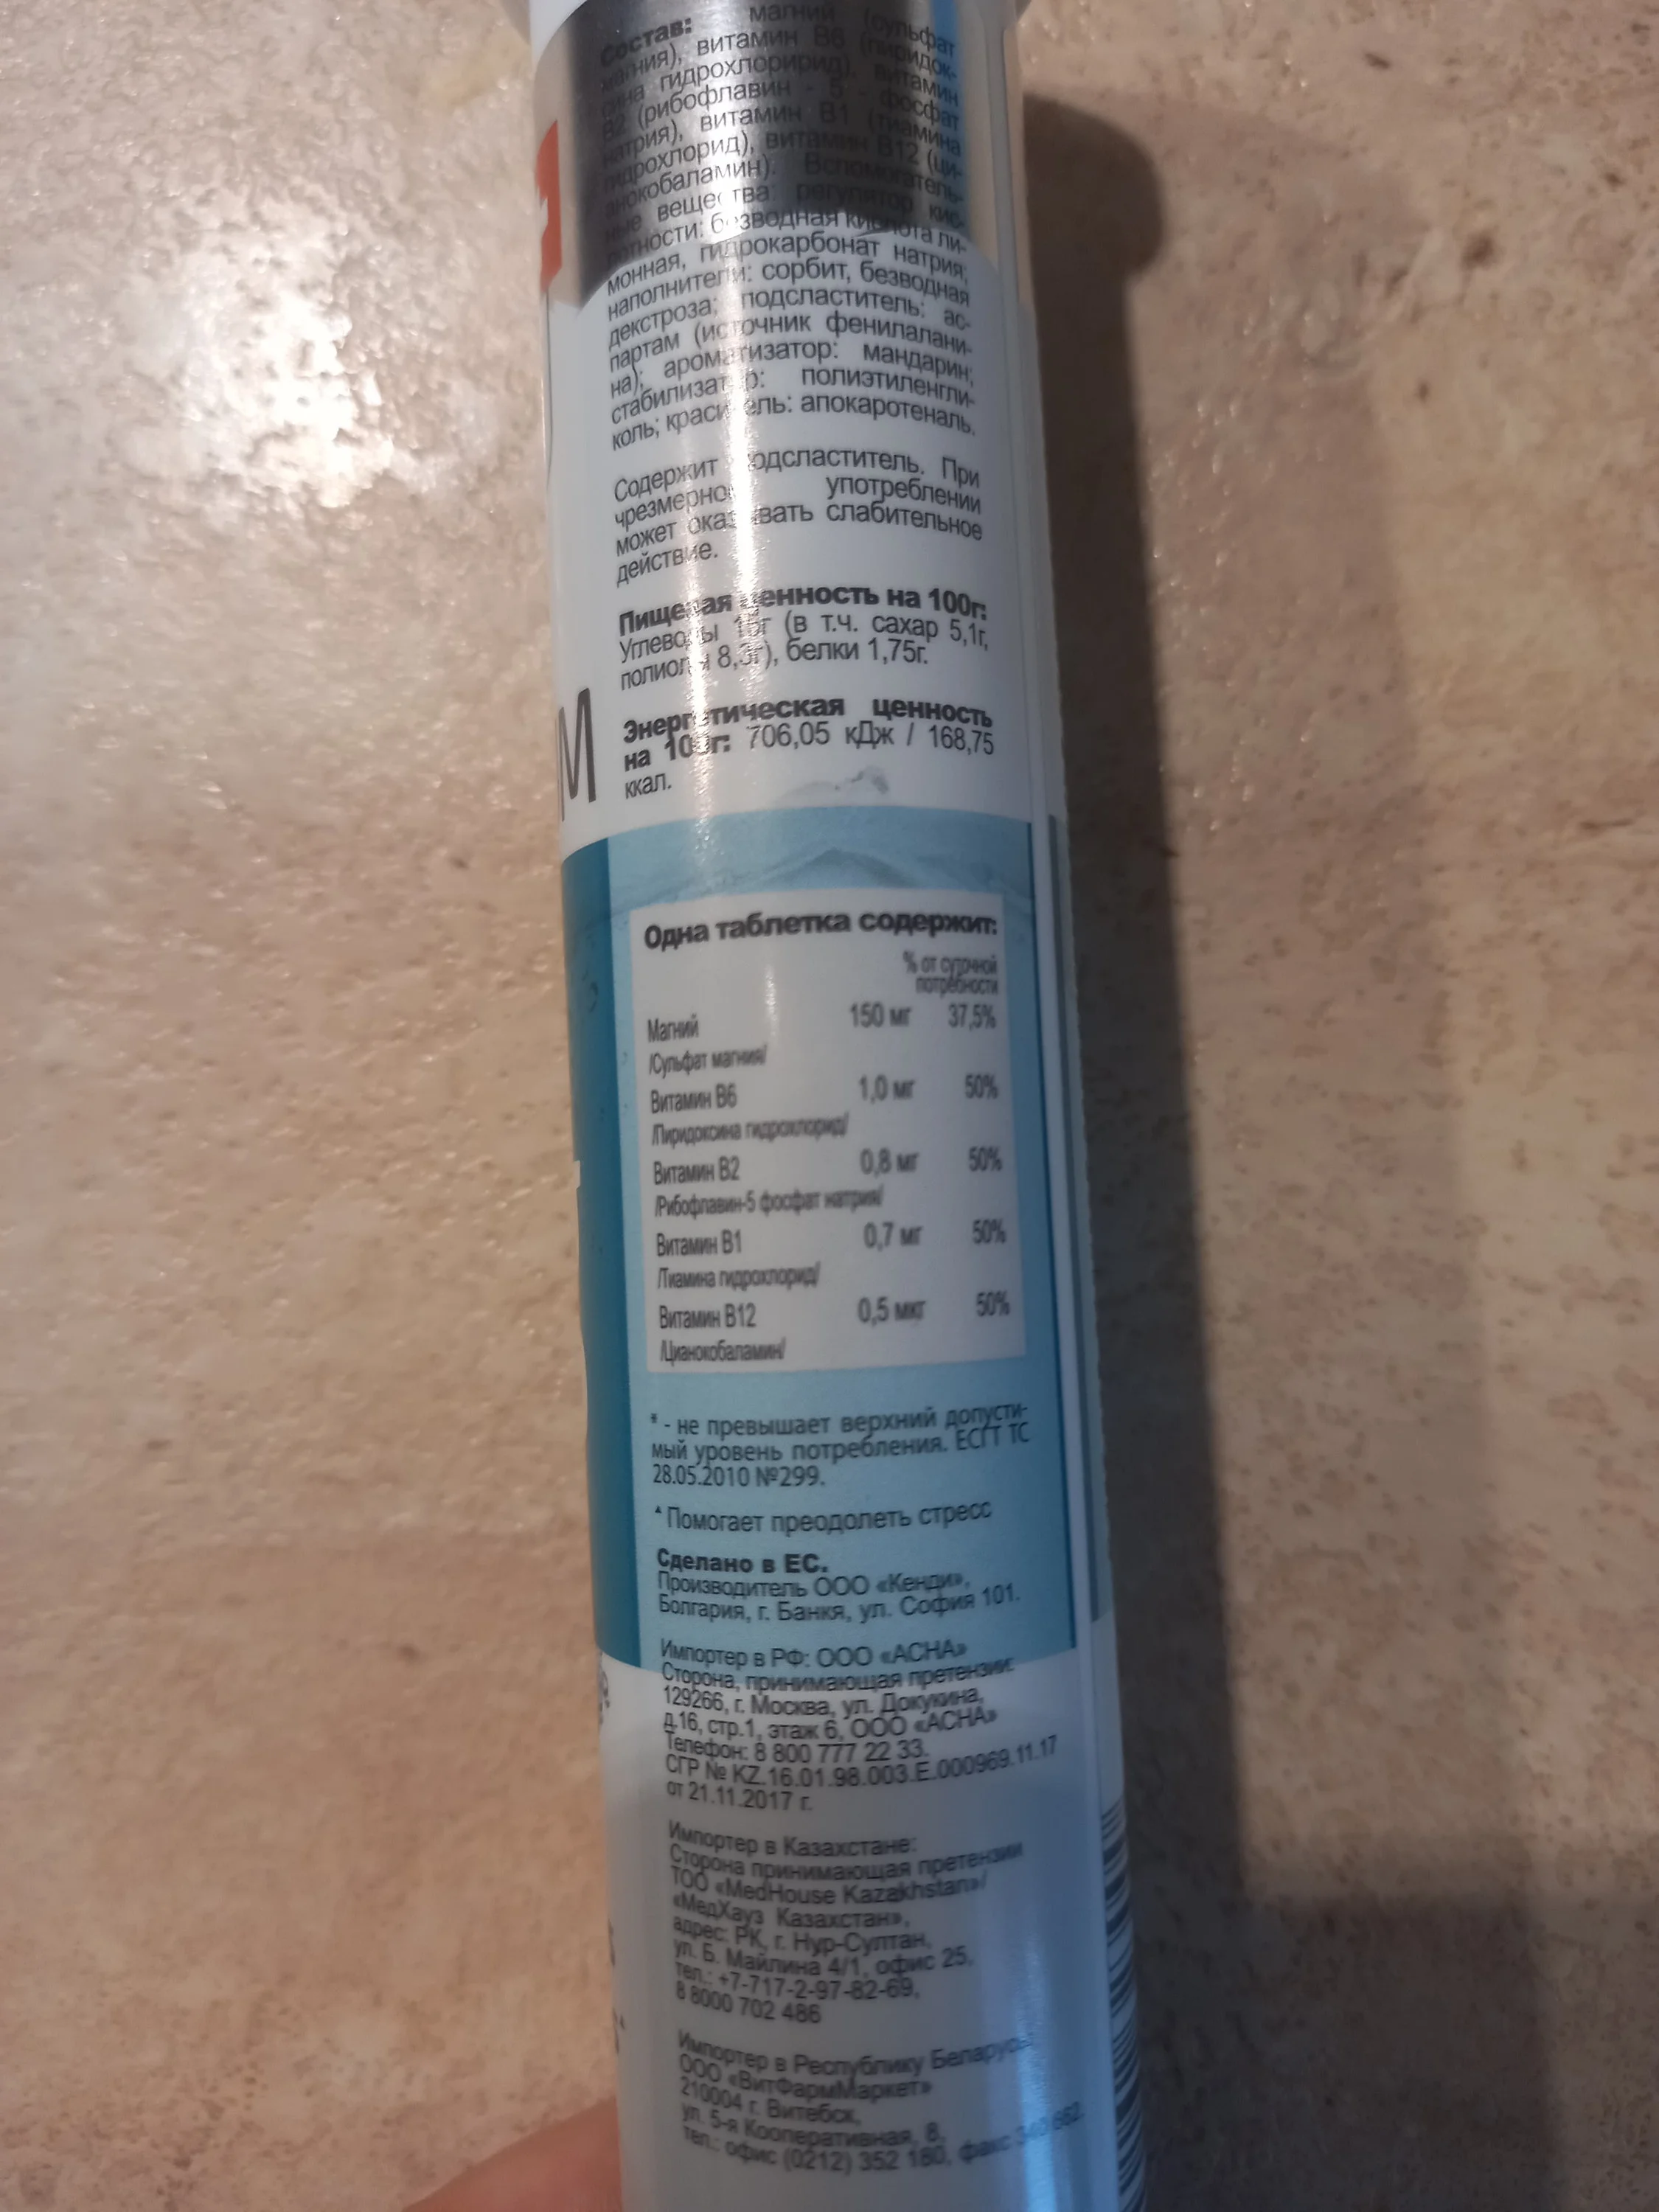 Состав: магний (сульфат
магния), витамин В6 (пиридок-
сина гидрохлоририд), витамин
В2 (рибофлавин - 5 - фосфат
натрия), витамин В1 (тиамина
гидрохлорид), витамин В12 (ци-
анокобаламин). Вспомогатель-
ные вещества: регулятор кис-
лотности: безводная кислота ли-
монная, гидрокарбонат натрия;
наполнители: сорбит, безводная
декстроза; подсластитель: ас-
партам (источник фенилалани-
на); ароматизатор: мандарин;
стабилизатор: полиэтиленгли-
коль; краситель: апокаротеналь.
Содержит подсластитель. При
чрезмерном употреблении
может оказывать слабительное
действие.
Пищевая ценность на 100г:
Углеводы 15г (в т.ч. сахар 5,1г,
полиолы 8,3г), белки 1,75г.
Энергетическая ценность
на 100г: 706,05 кДж / 168,75
ккал.
М
Одна таблетка содержит:
% от суточной
потребности
Магний 150 мг 37,5%
/Сульфат магния/
Витамин В6 1,0 мг 50%
/Пиридоксина гидрохлорид/
Витамин В2 0,8 мг 50%
/Рибофлавин-5 фосфат натрия/
Витамин В1 0,7 мг 50%
/Тиамина гидрохлорид/
Витамин В12 0,5 мкг 50%
/Цианокобаламин/
* - не превышает верхний допусти-
мый уровень потребления. ЕСГТ ТС
28.05.2010 №299.
▲ Помогает преодолеть стресс
Сделано в ЕС.
Производитель ООО «Кенди»,
Болгария, г. Банкя, ул. София 101.
Импортер в РФ: ООО «АСНА»
Сторона, принимающая претензии:
129266, г. Москва, ул. Докукина,
д.16, стр.1, этаж 6, ООО «АСНА»
Телефон: 8 800 777 22 33.
СГР № KZ.16.01.98.003.Е.000969.11.17
от 21.11.2017 г.
Импортер в Казахстане:
Сторона принимающая претензии
ТОО «MedHouse Kazakhstan»/
«МедХауз Казахстан»,
адрес: РК, г. Нур-Султан,
ул. Б. Майлина 4/1, офис 25,
тел.: +7-717-2-97-82-69,
8 8000 702 486
Импортер в Республику Беларусь:
ООО «ВитФармМаркет»
210004 г. Витебск,
ул. 5-я Кооперативная, 8,
тел.: офис (0212) 352 180, факс 340 662.